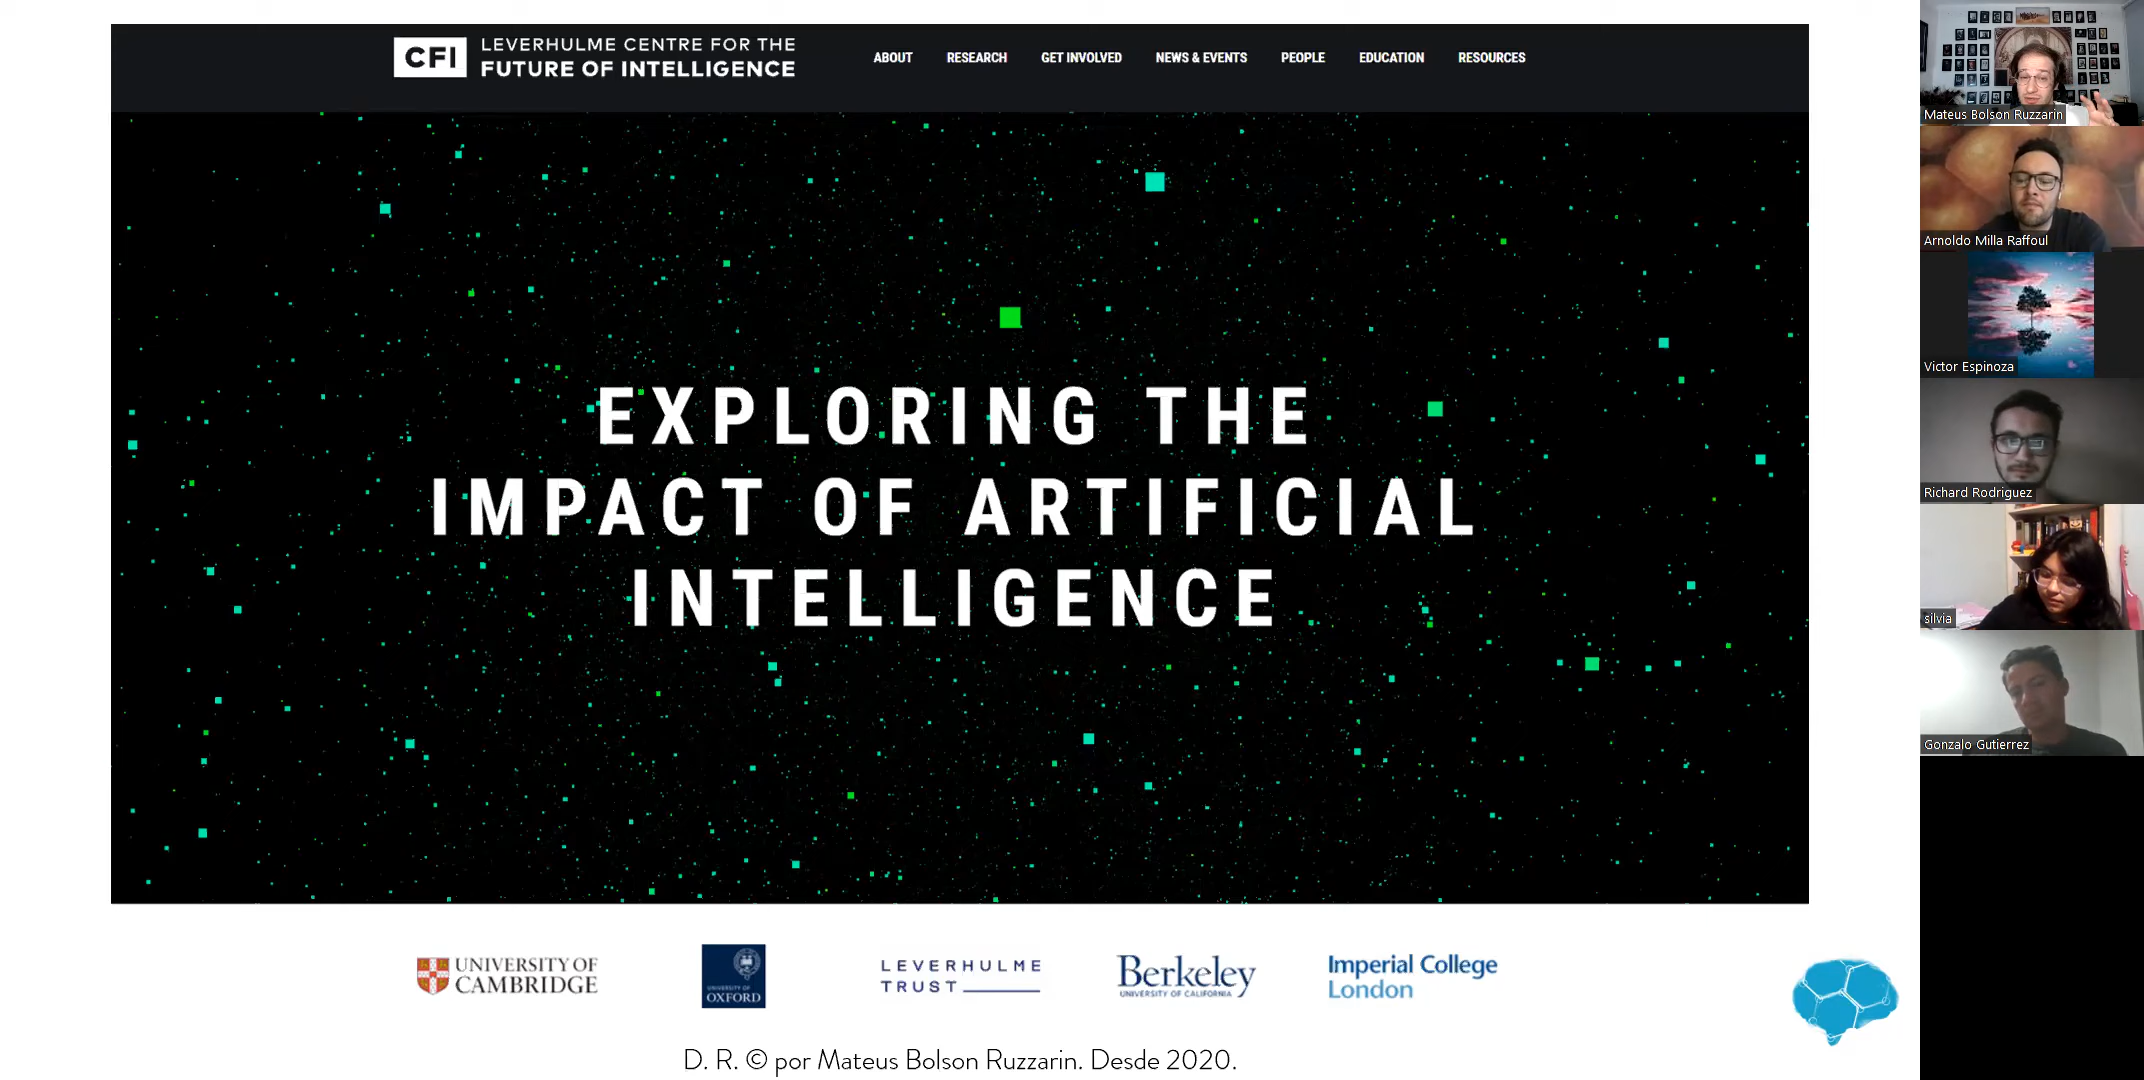 CFI
LEVERHULME CENTRE FOR THE
FUTURE OF INTELLIGENCE
ABOUT
RESEARCH
GET INVOLVED
NEWS & EVENTS
PEOPLE
EDUCATION
RESOURCES
EXPLORING THE
IMPACT OF ARTIFICIAL
INTELLIGENCE
UNIVERSITY OF
CAMBRIDGE
UNIVERSITY OF
OXFORD
LEVERHULME
TRUST
Berkeley
UNIVERSITY OF CALIFORNIA
Imperial College
London
D. R. © por Mateus Bolson Ruzzarin. Desde 2020.
Mateus Bolson Ruzzarin
Arnoldo Milla Raffoul
Victor Espinoza
Richard Rodriguez
silvia
Gonzalo Gutierrez